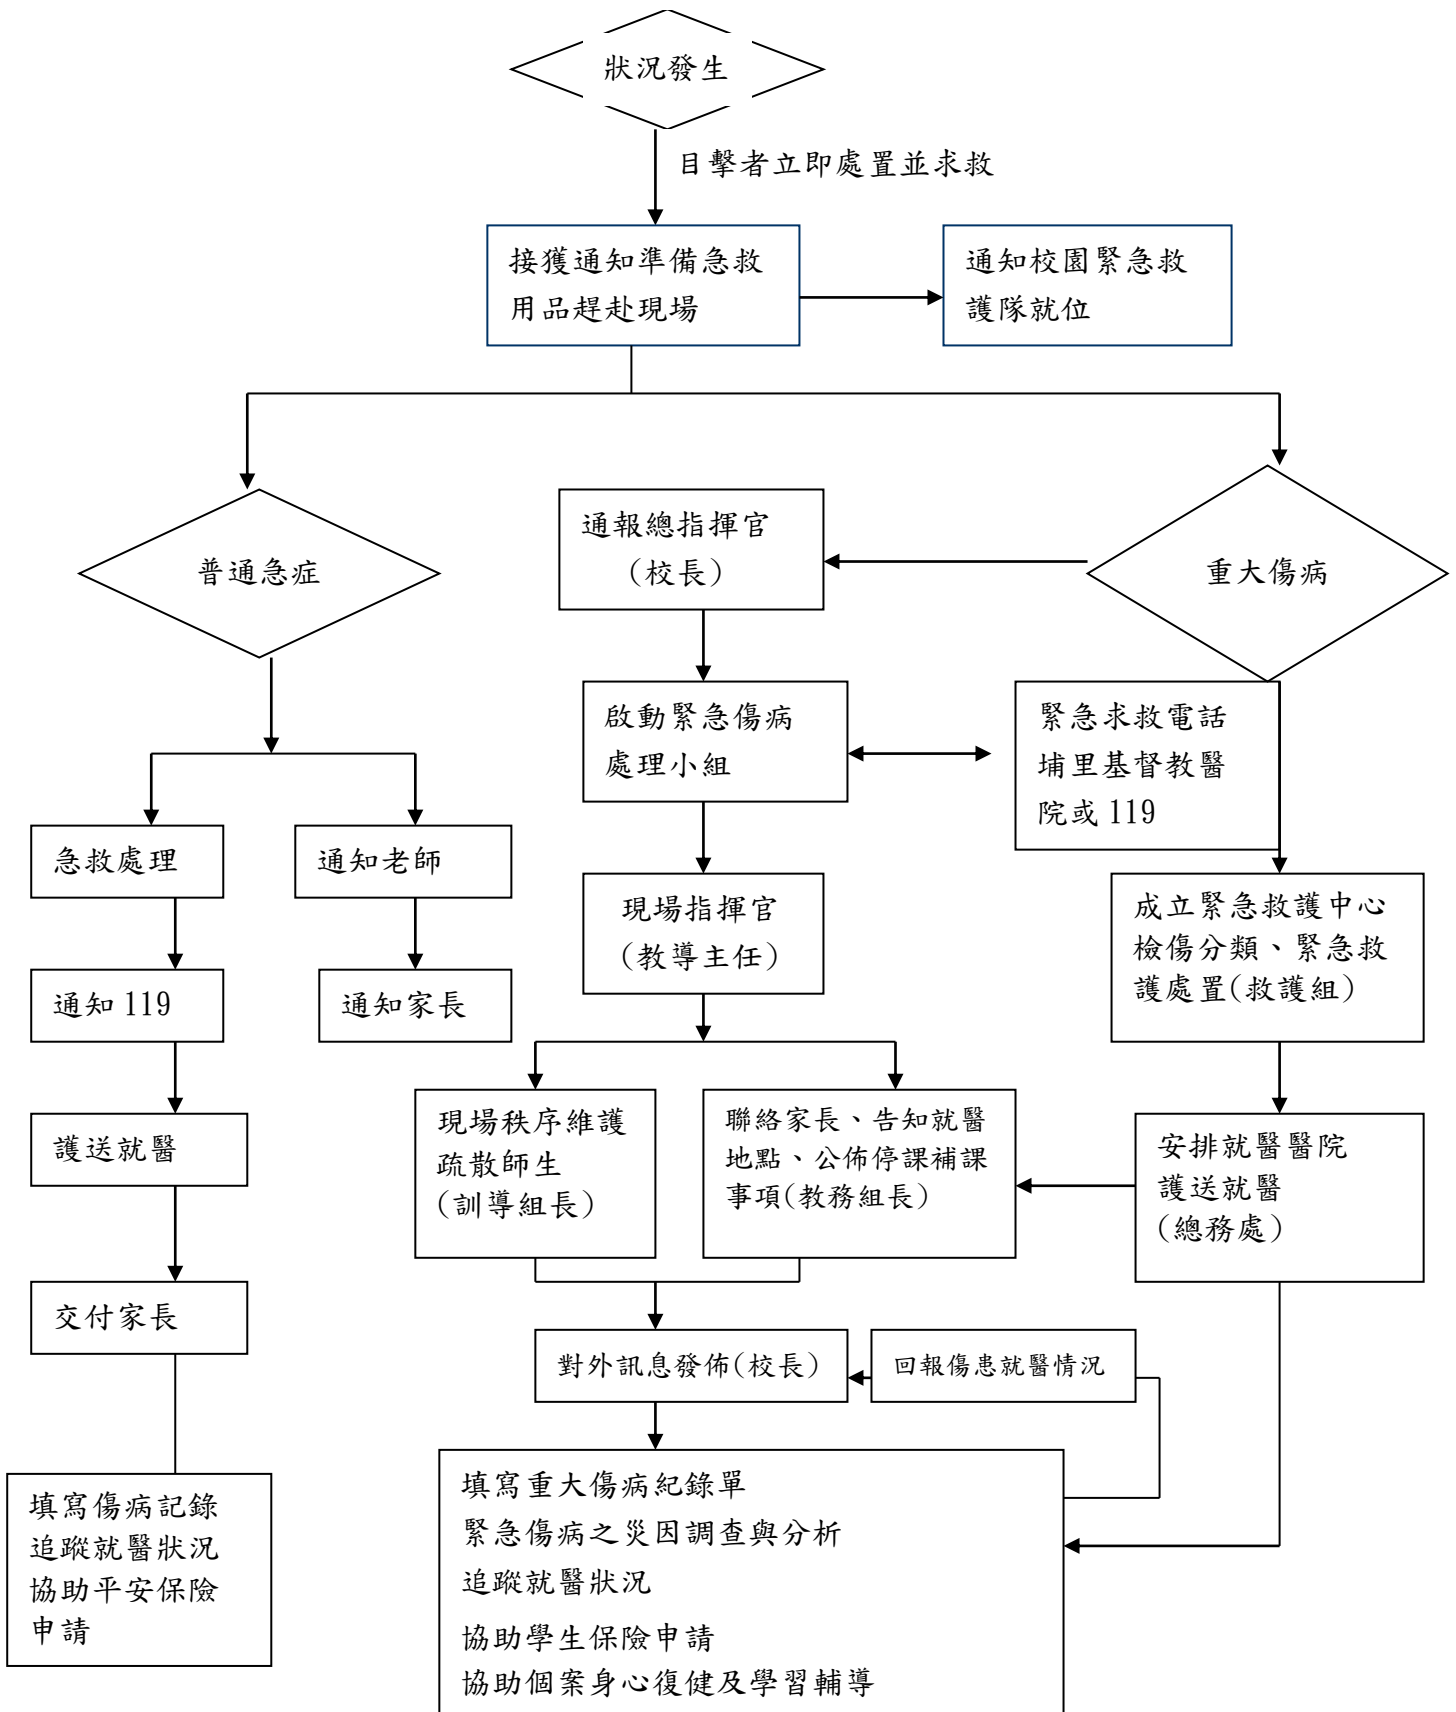 狀況發生
目擊者立即處置並求救
接獲通知準備急救
用品趕赴現場
通知校園緊急救
護隊就位
普通急症
通報總指揮官
(校長)
重大傷病
啟動緊急傷病
處理小組
緊急求救電話
埔里基督教醫
院或 119
急救處理
通知老師
現場指揮官
(教導主任)
成立緊急救護中心
檢傷分類、緊急救
護處置(救護組)
通知 119
通知家長
現場秩序維護
疏散師生
(訓導組長)
聯絡家長、告知就醫
地點、公佈停課補課
事項(教務組長)
安排就醫醫院
護送就醫
(總務處)
護送就醫
交付家長
對外訊息發佈(校長)
回報傷患就醫情況
填寫傷病記錄
追蹤就醫狀況
協助平安保險
申請
填寫重大傷病紀錄單
緊急傷病之災因調查與分析
追蹤就醫狀況
協助學生保險申請
協助個案身心復健及學習輔導